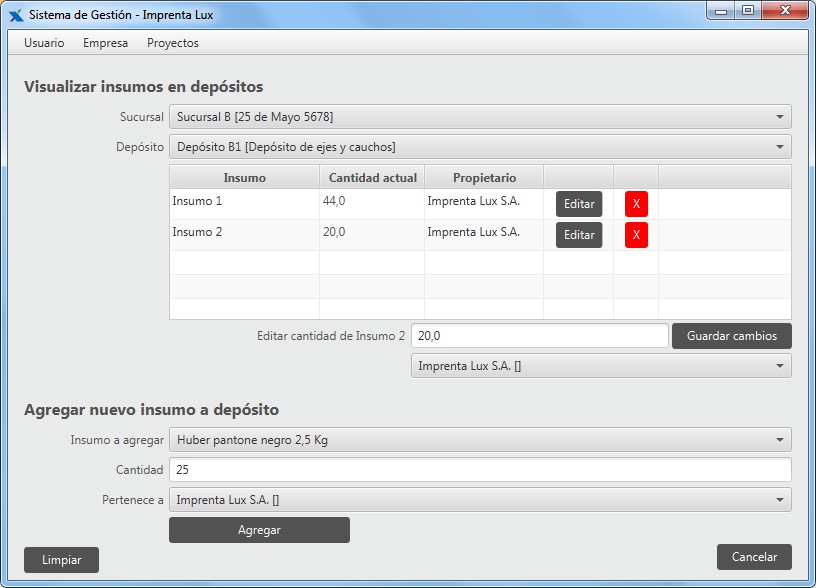 Sistema de Gestión - Imprenta Lux
Usuario Empresa Proyectos
Visualizar insumos en depósitos
Sucursal Sucursal B [25 de Mayo 5678]
Depósito Depósito B1 [Depósito de ejes y cauchos]
Insumo Cantidad actual Propietario
Insumo 1 44,0 Imprenta Lux S.A. Editar X
Insumo 2 20,0 Imprenta Lux S.A. Editar X
Editar cantidad de Insumo 2 20,0 Guardar cambios
Imprenta Lux S.A. []
Agregar nuevo insumo a depósito
Insumo a agregar Huber pantone negro 2,5 Kg
Cantidad 25
Pertenece a Imprenta Lux S.A. []
Agregar
Limpiar Cancelar